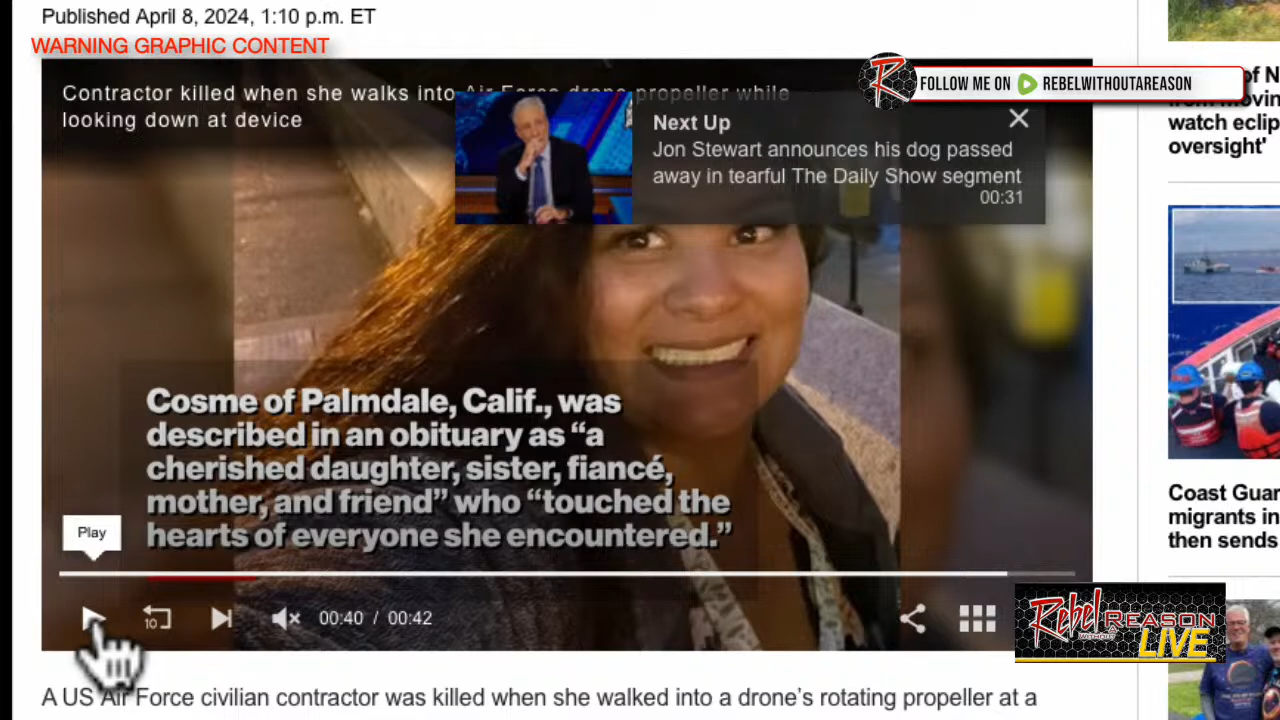 Published April 8, 2024, 1:10 p.m. ET
WARNING GRAPHIC CONTENT
FOLLOW ME ON REBELWITHOUTAREASON
Contractor killed when she walks into Air Force drone propeller while
looking down at device
Next Up
Jon Stewart announces his dog passed
away in tearful The Daily Show segment
00:31
of N
from movin
watch eclip
oversight'
Cosme of Palmdale, Calif., was
described in an obituary as “a
cherished daughter, sister, fiancé,
mother, and friend” who “touched the
hearts of everyone she encountered.”
Play
10
00:40 / 00:42
Coast Guar
migrants in
then sends
Rebel WITHOUT REASON
LIVE
A US Air Force civilian contractor was killed when she walked into a drone’s rotating propeller at a